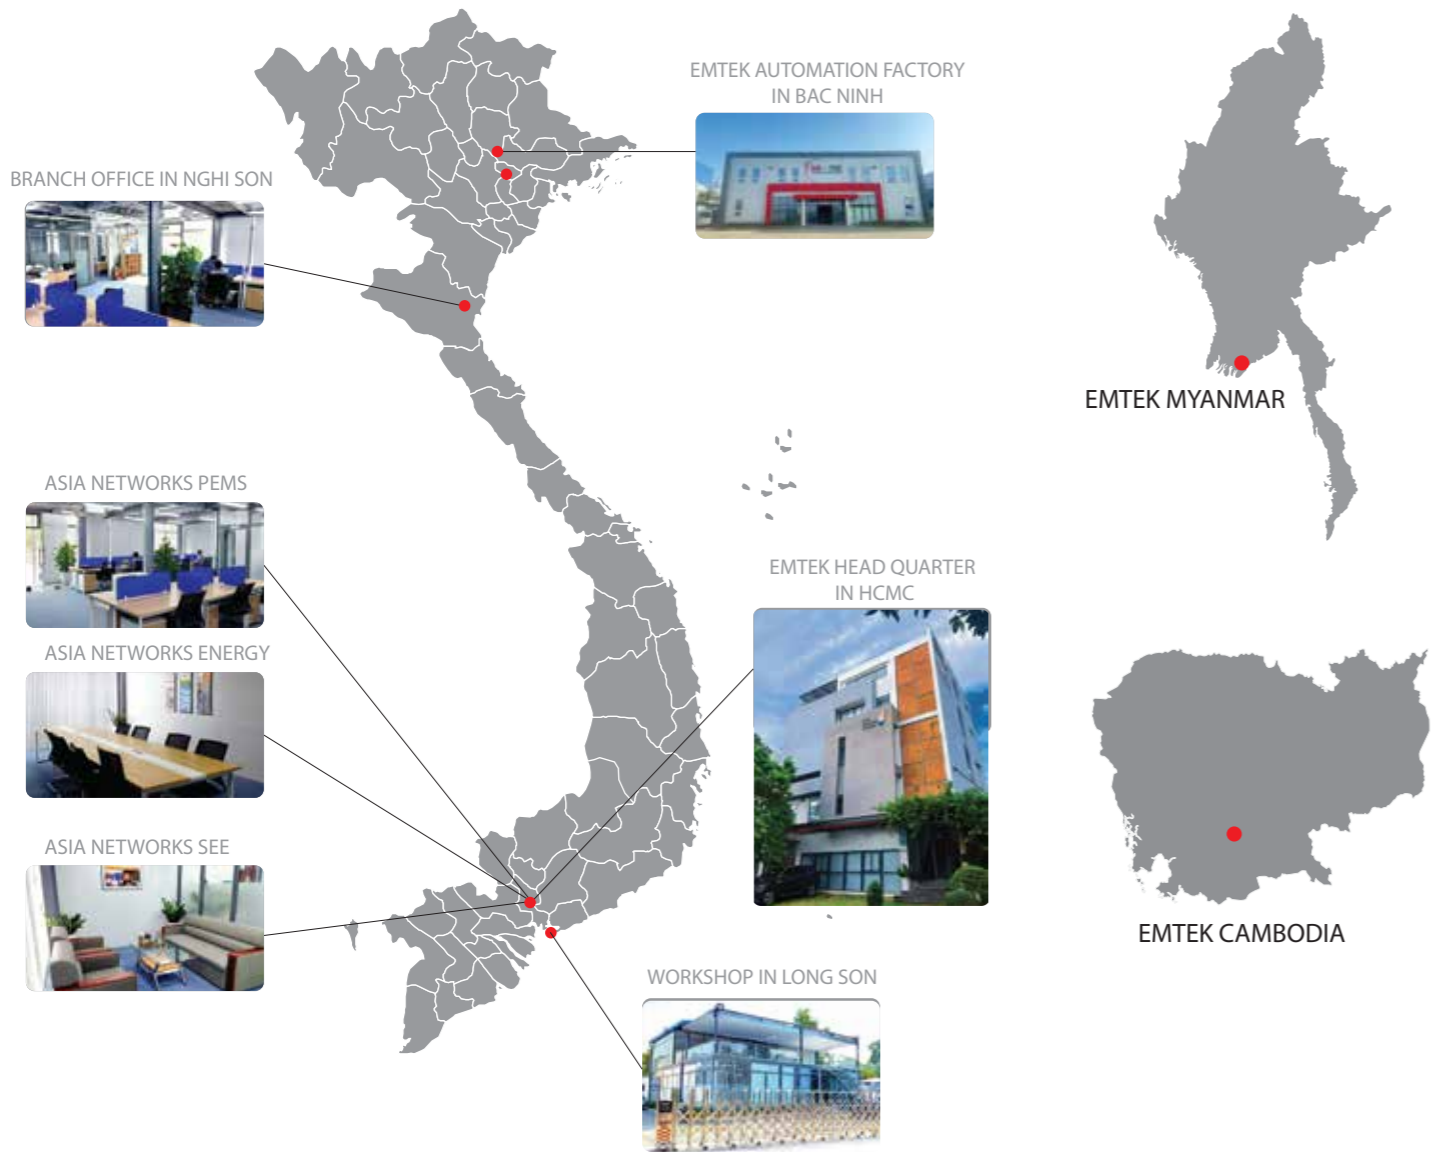 EMTEK AUTOMATION FACTORY
IN BAC NINH
BRANCH OFFICE IN NGHI SON
EMTEK MYANMAR
ASIA NETWORKS PEMS
EMTEK HEAD QUARTER
IN HCMC
ASIA NETWORKS ENERGY
ASIA NETWORKS SEE
EMTEK CAMBODIA
WORKSHOP IN LONG SON